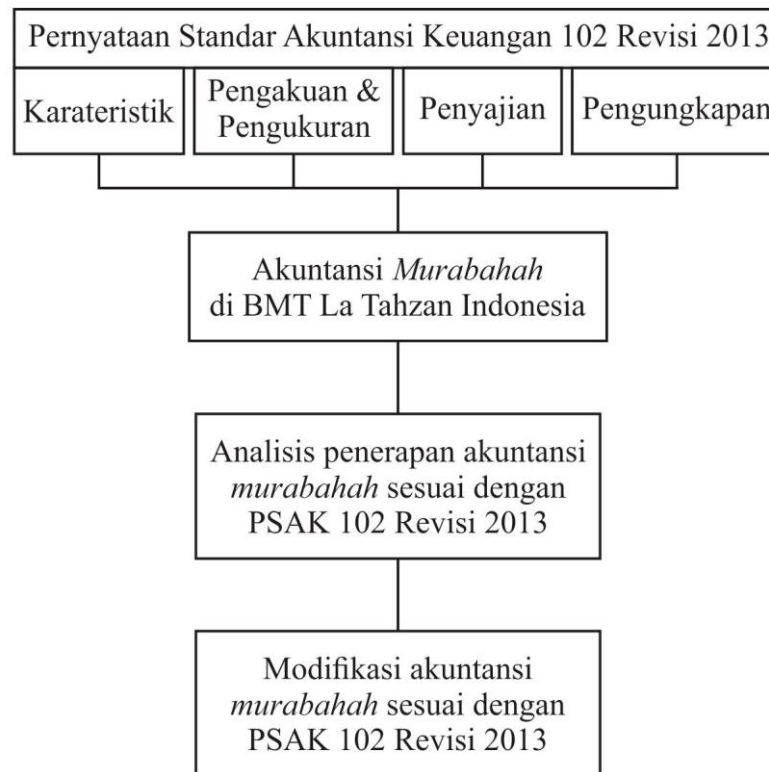 Pernyataan Standar Akuntansi Keuangan 102 Revisi 2013
Karateristik
Pengakuan &
Pengukuran
Penyajian
Pengungkapan
Akuntansi Murabahah
di BMT La Tahzan Indonesia
Analisis penerapan akuntansi
murabahah sesuai dengan
PSAK 102 Revisi 2013
Modifikasi akuntansi
murabahah sesuai dengan
PSAK 102 Revisi 2013